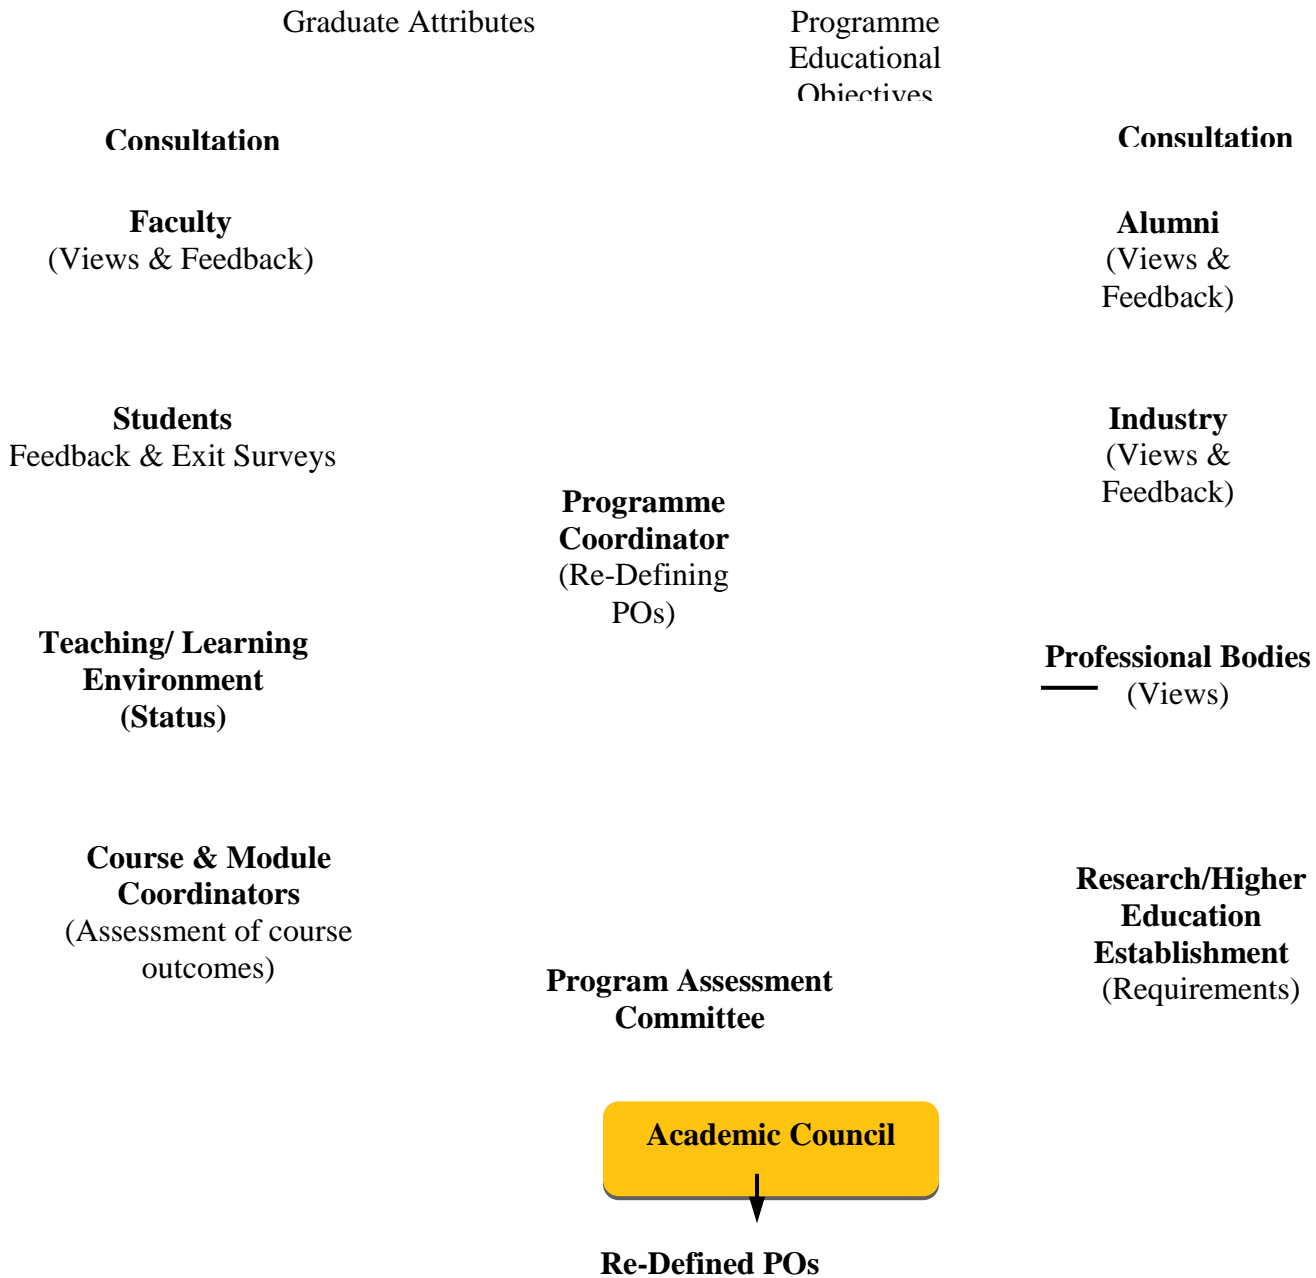 Graduate Attributes
Programme
Educational
Objectives
Consultation
Consultation
Faculty
(Views & Feedback)
Alumni
(Views &
Feedback)
Students
Feedback & Exit Surveys
Industry
(Views &
Feedback)
Programme
Coordinator
(Re-Defining
POs)
Teaching/ Learning
Environment
(Status)
Professional Bodies
(Views)
Course & Module
Coordinators
(Assessment of course
outcomes)
Research/Higher
Education
Establishment
(Requirements)
Program Assessment
Committee
Academic Council
Re-Defined POs